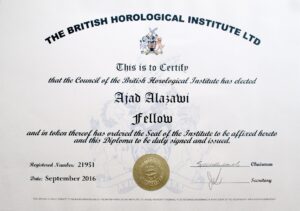 THE BRITISH HOROLOGICAL INSTITUTE LTD
This is to Certify
that the Council of the British Horological Institute has elected
Ajad Alazawi
Fellow
and in token thereof has ordered the Seal of the Institute to be affixed hereto
and this Diploma to be duly signed and issued.
Registered Number: 21951
Chairman
Date: September 2016
Secretary